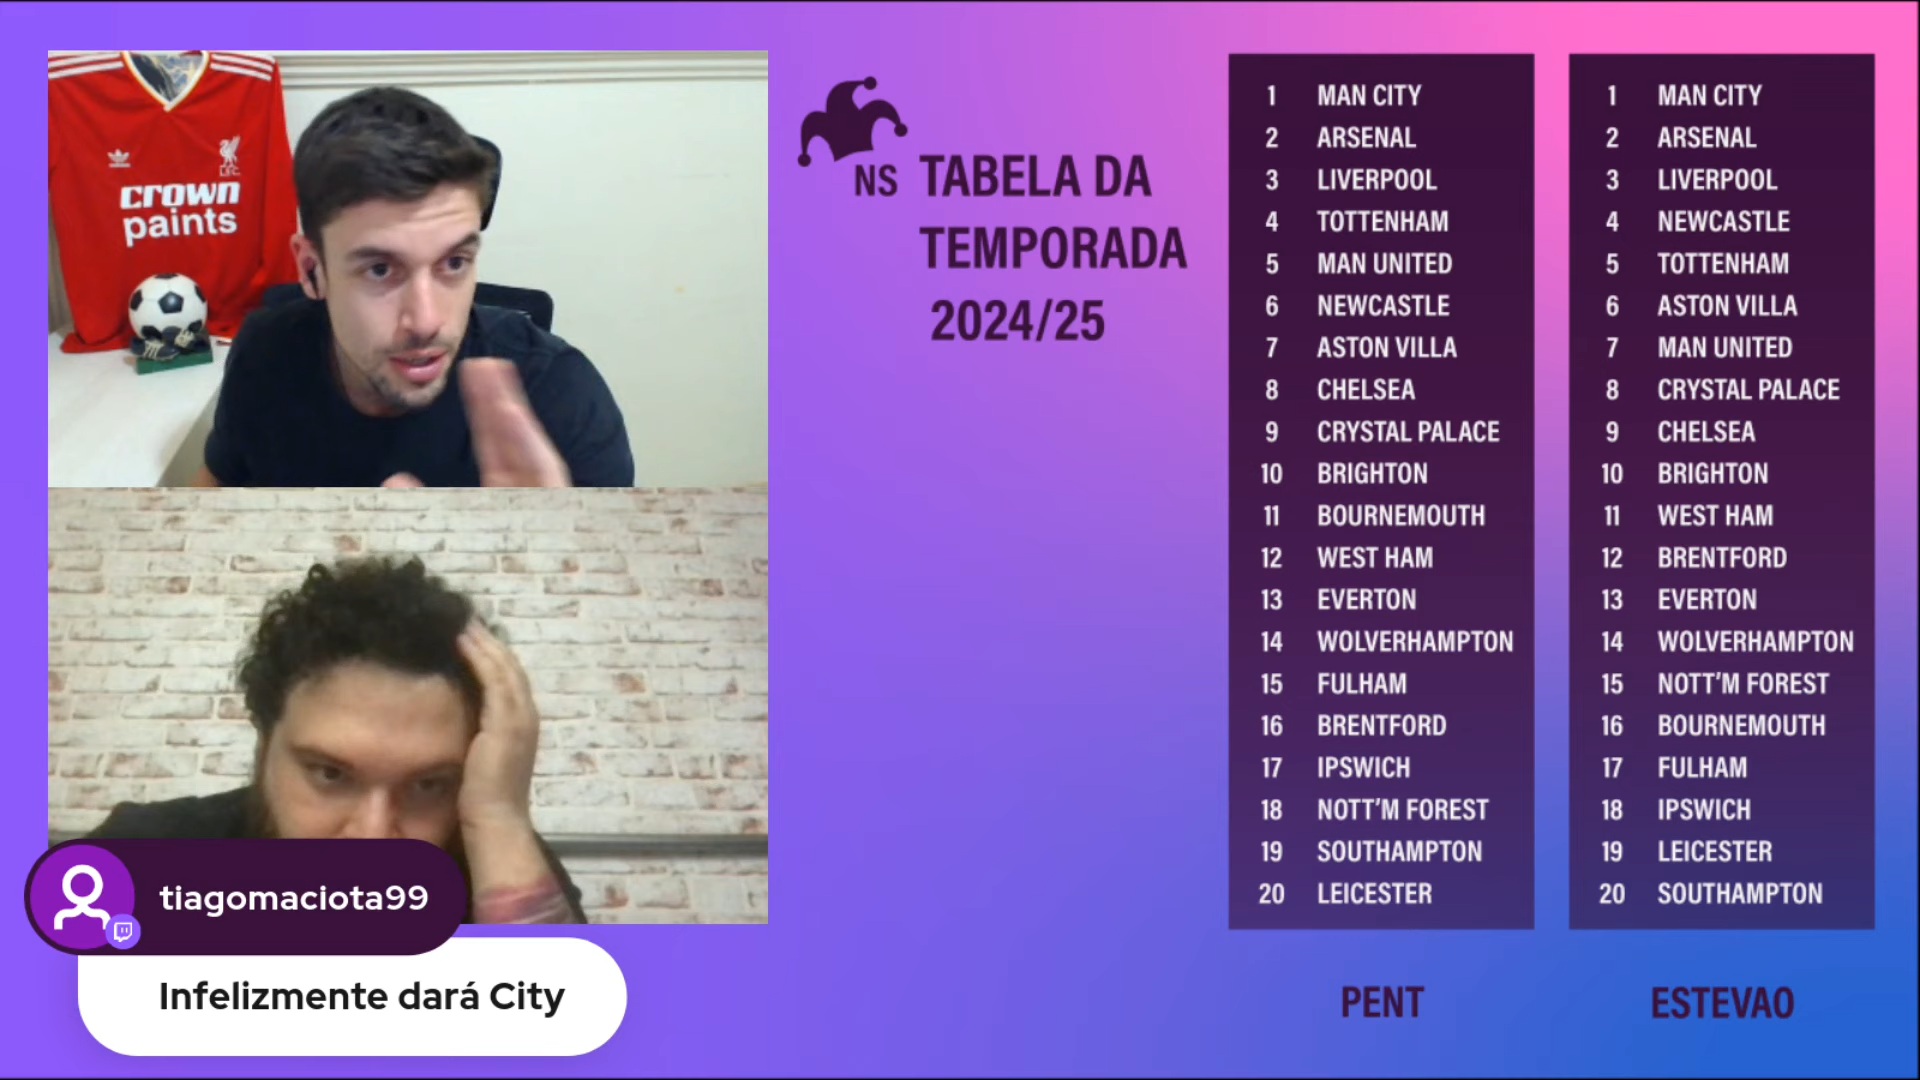 crown
paints
L.F.C.
NS TABELA DA
TEMPORADA
2024/25
1 MAN CITY
2 ARSENAL
3 LIVERPOOL
4 TOTTENHAM
5 MAN UNITED
6 NEWCASTLE
7 ASTON VILLA
8 CHELSEA
9 CRYSTAL PALACE
10 BRIGHTON
11 BOURNEMOUTH
12 WEST HAM
13 EVERTON
14 WOLVERHAMPTON
15 FULHAM
16 BRENTFORD
17 IPSWICH
18 NOTT'M FOREST
19 SOUTHAMPTON
20 LEICESTER
PENT
1 MAN CITY
2 ARSENAL
3 LIVERPOOL
4 NEWCASTLE
5 TOTTENHAM
6 ASTON VILLA
7 MAN UNITED
8 CRYSTAL PALACE
9 CHELSEA
10 BRIGHTON
11 WEST HAM
12 BRENTFORD
13 EVERTON
14 WOLVERHAMPTON
15 NOTT'M FOREST
16 BOURNEMOUTH
17 FULHAM
18 IPSWICH
19 LEICESTER
20 SOUTHAMPTON
ESTEVAO
tiagomaciota99
Infelizmente dará City